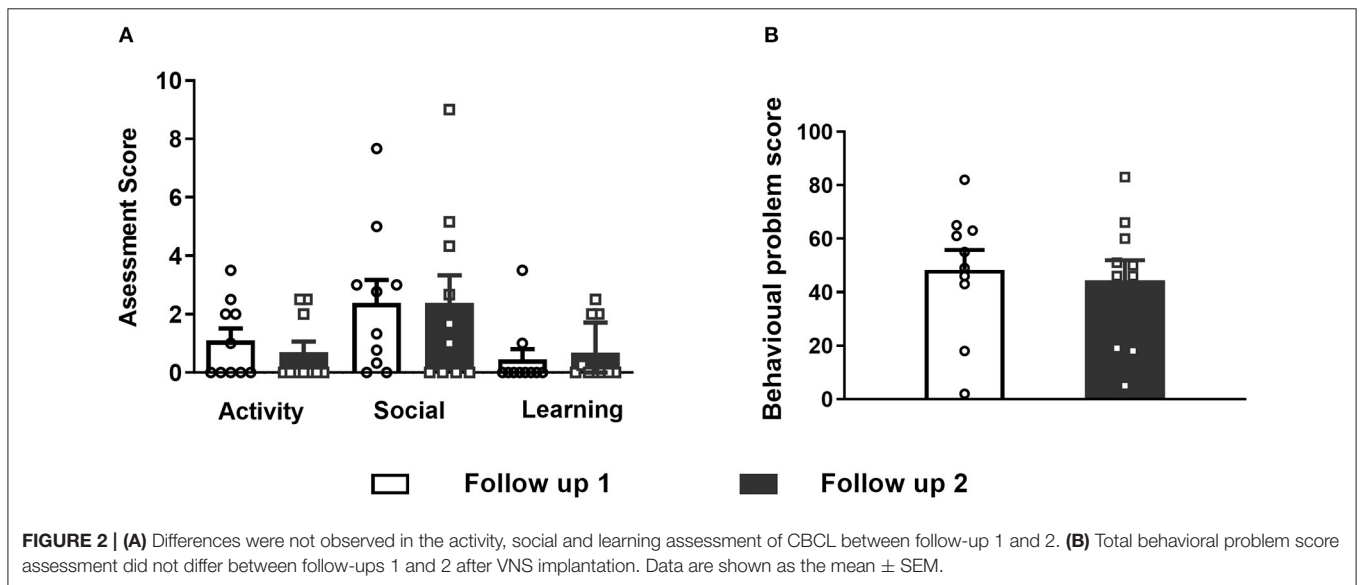 A
B
Asessment Score
10
8
6
4
2
0
Activity
Social
Learning
Behavioual problem score
100
80
60
40
20
0
Follow up 1
Follow up 2
FIGURE 2 | (A) Differences were not observed in the activity, social and learning assessment of CBCL between follow-up 1 and 2. (B) Total behavioral problem score
assessment did not differ between follow-ups 1 and 2 after VNS implantation. Data are shown as the mean ± SEM.